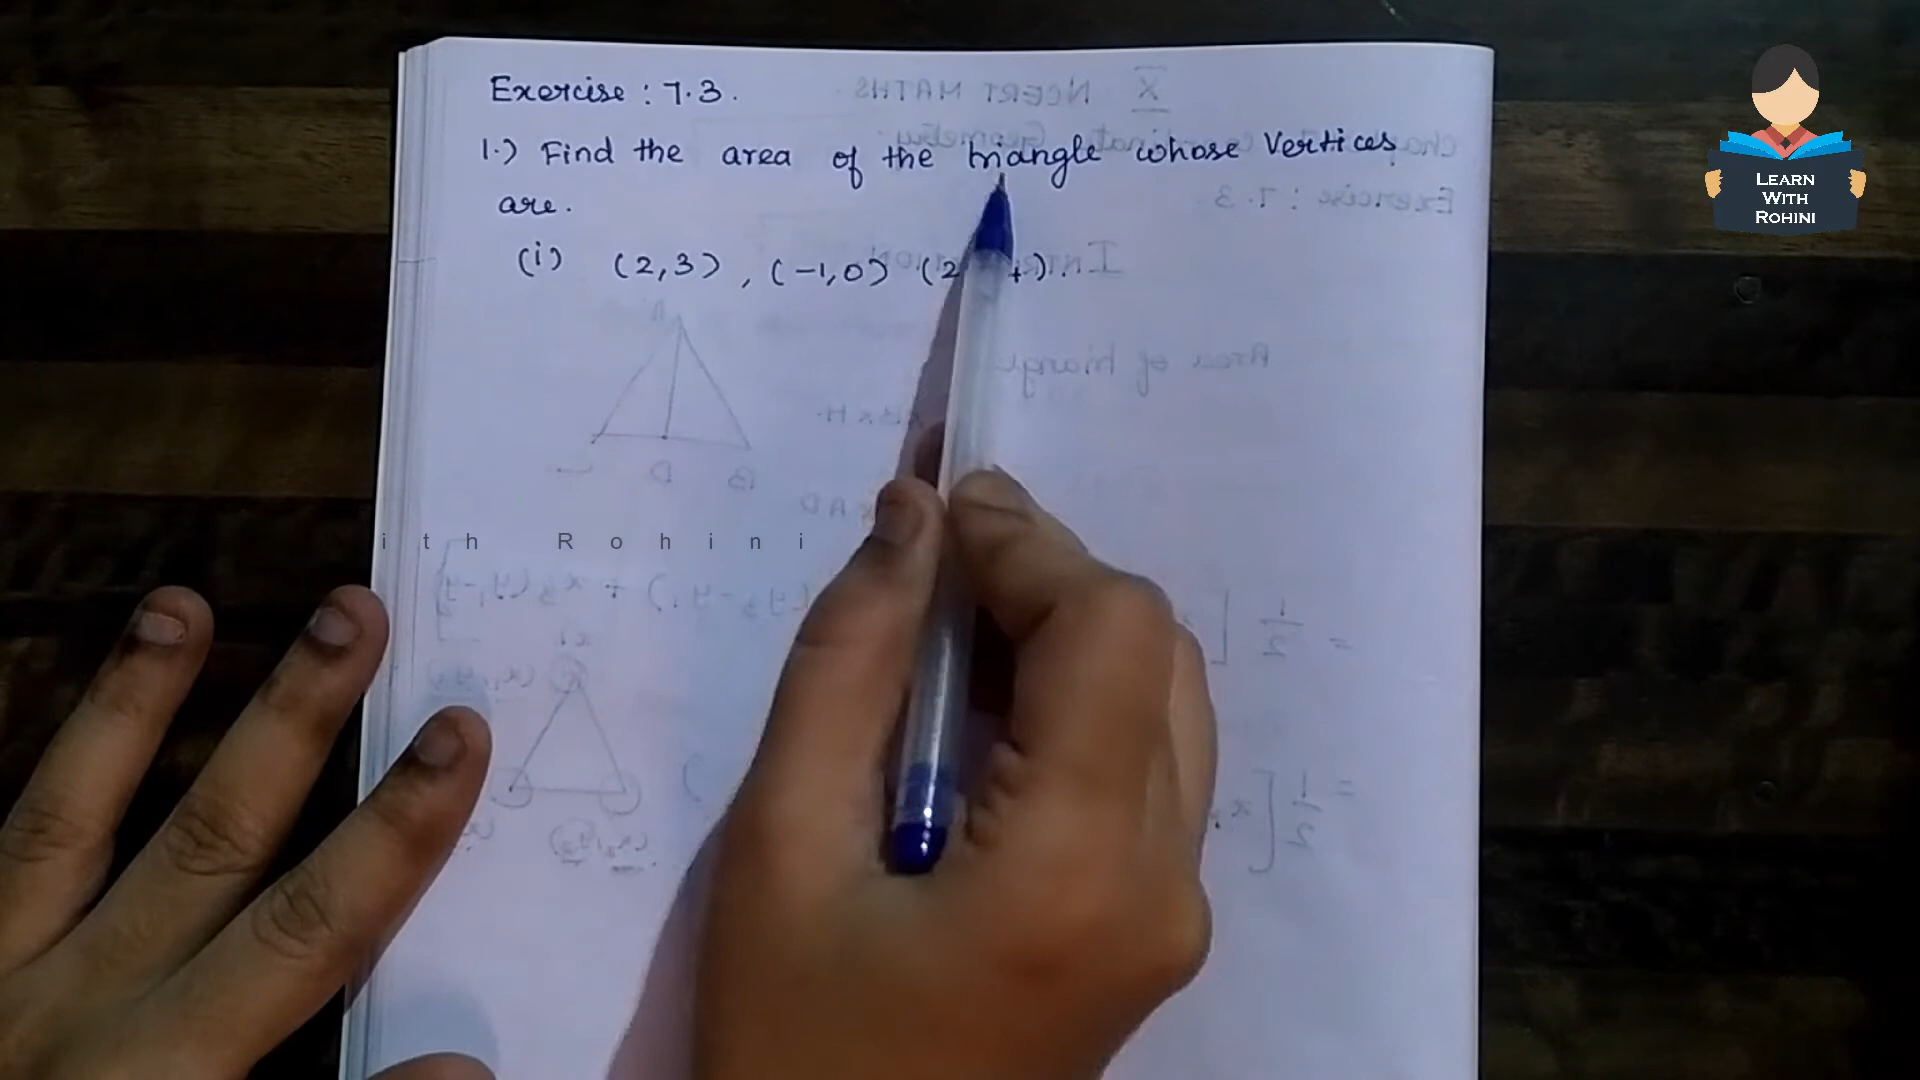 Exercise : 7.3.
1.) Find the area of the triangle whose Vertices
are.
(i) (2,3) , (-1,0) (2
LEARN
WITH
ROHINI
ith Rohini